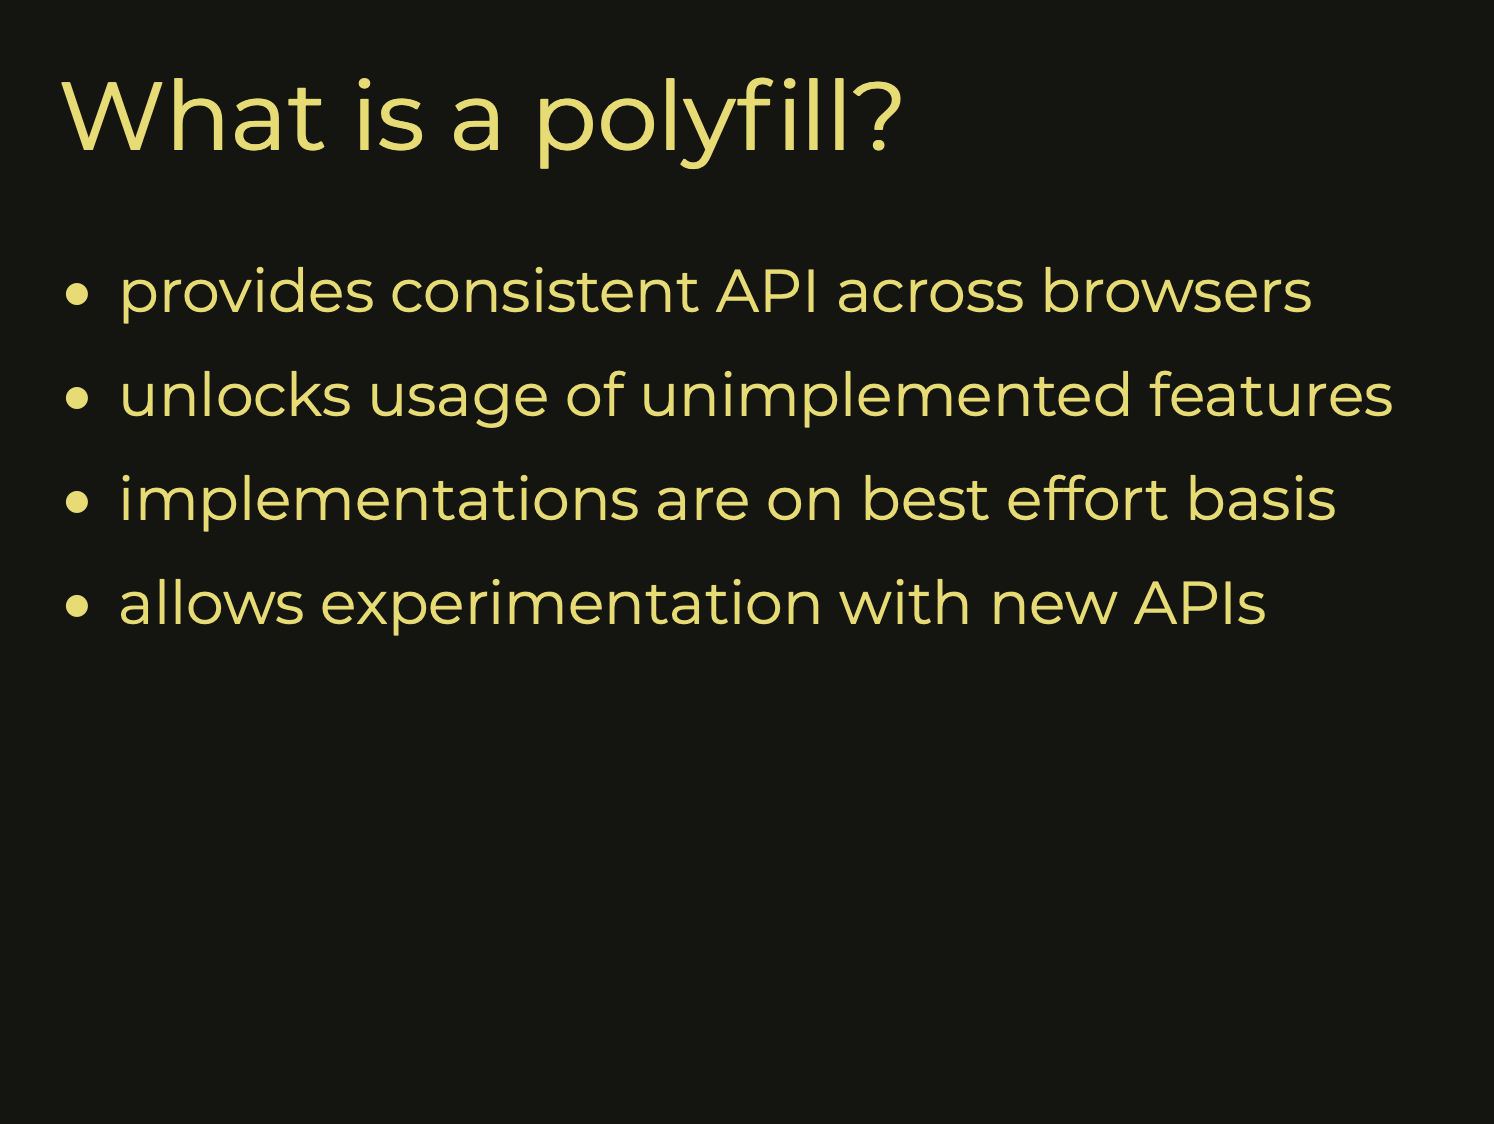 What is a polyfill?
• provides consistent API across browsers
• unlocks usage of unimplemented features
• implementations are on best effort basis
• allows experimentation with new APIs